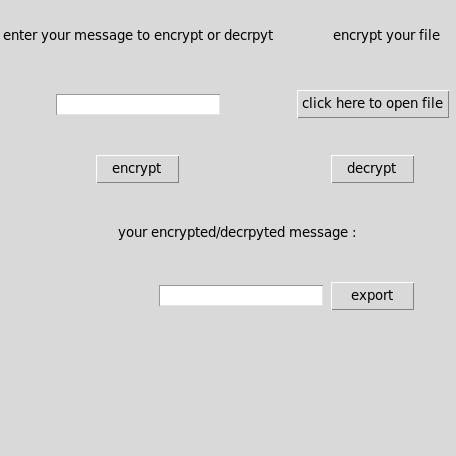 enter your message to encrypt or decrpyt
encrypt your file
click here to open file
encrypt
decrypt
your encrypted/decrpyted message :
export